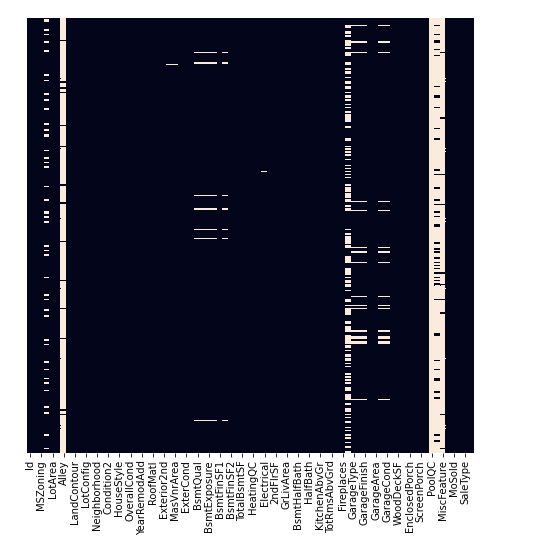 Id
MSZoning
LotArea
Alley
LandContour
LotConfig
Neighborhood
Condition2
HouseStyle
OverallCond
YearRemodAdd
RoofMatl
Exterior2nd
MasVnrArea
ExterCond
BsmtQual
BsmtExposure
BsmtFinSF1
BsmtFinSF2
TotalBsmtSF
HeatingQC
Electrical
2ndFlrSF
GrLivArea
BsmtHalfBath
HalfBath
KitchenAbvGr
TotRmsAbvGrd
Fireplaces
GarageType
GarageFinish
GarageArea
GarageCond
WoodDeckSF
EnclosedPorch
ScreenPorch
PoolQC
MiscFeature
MoSold
SaleType